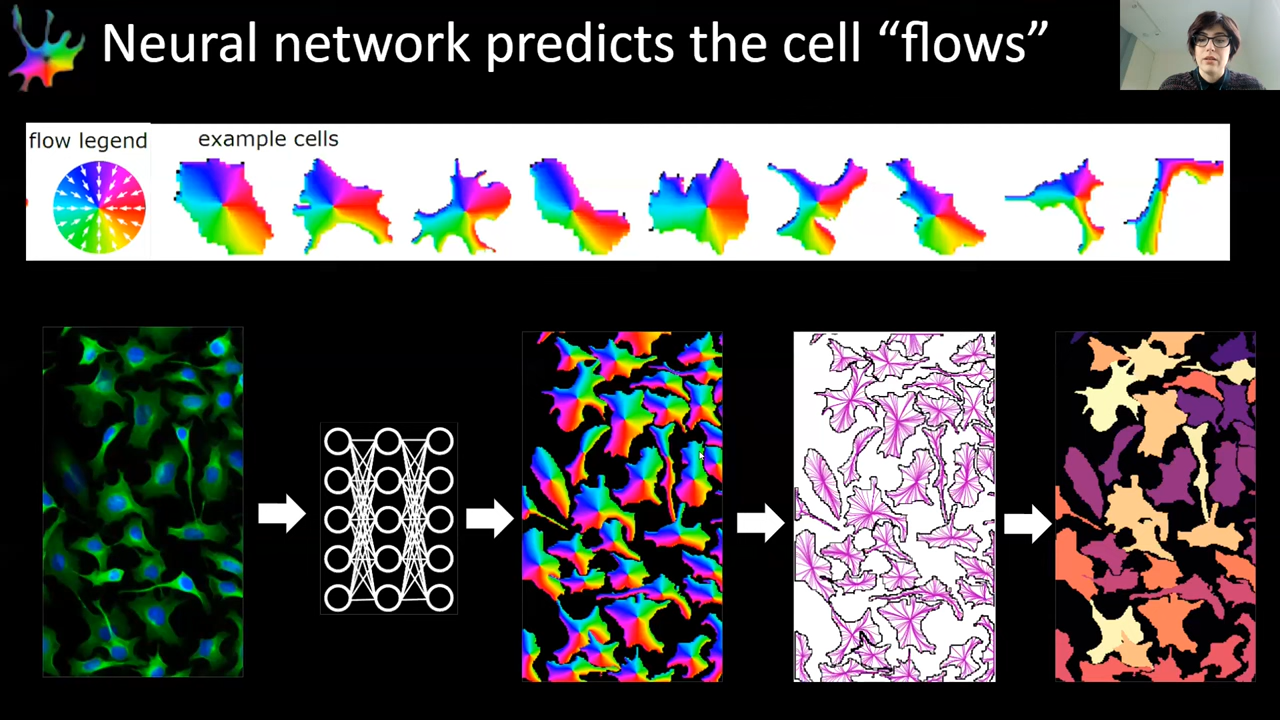 Neural network predicts the cell “flows”
flow legend
example cells